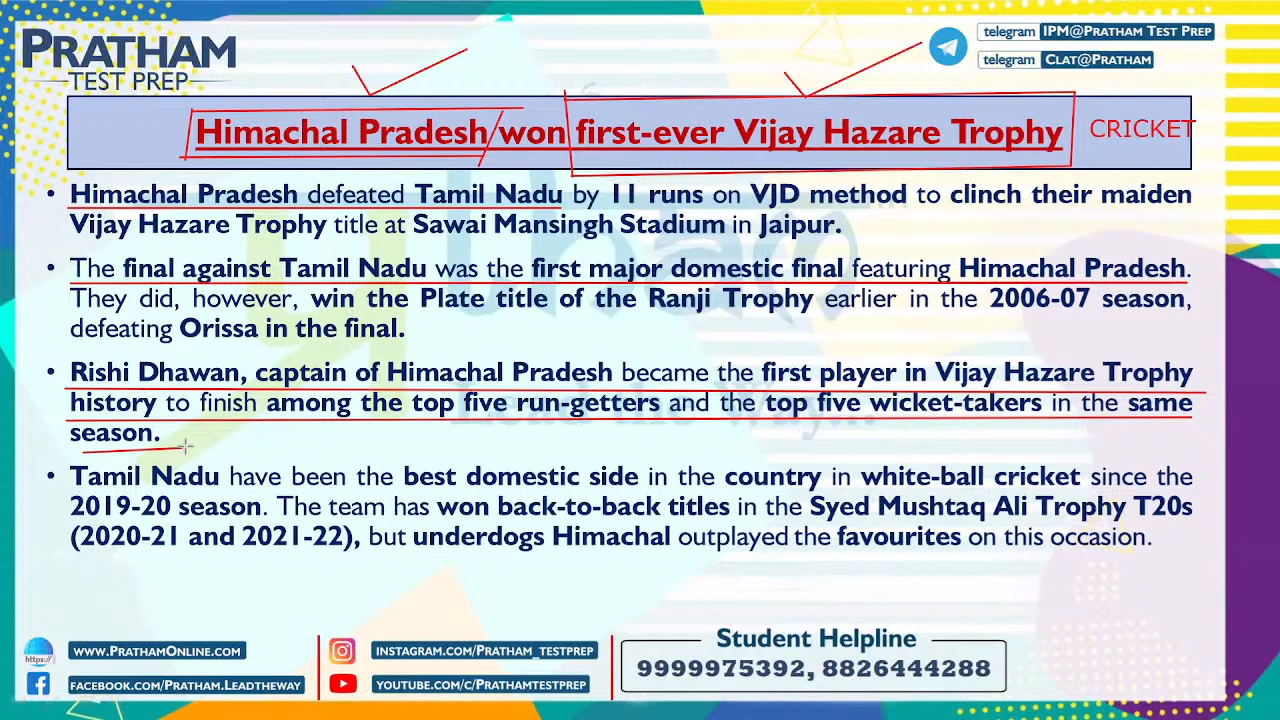 PRATHAM
TEST PREP
telegram IPM@PRATHAM TEST PREP
telegram CLAT@PRATHAM
Himachal Pradesh won first-ever Vijay Hazare Trophy
CRICKET
• Himachal Pradesh defeated Tamil Nadu by 11 runs on VJD method to clinch their maiden
Vijay Hazare Trophy title at Sawai Mansingh Stadium in Jaipur.
• The final against Tamil Nadu was the first major domestic final featuring Himachal Pradesh.
They did, however, win the Plate title of the Ranji Trophy earlier in the 2006-07 season,
defeating Orissa in the final.
• Rishi Dhawan, captain of Himachal Pradesh became the first player in Vijay Hazare Trophy
history to finish among the top five run-getters and the top five wicket-takers in the same
season.
• Tamil Nadu have been the best domestic side in the country in white-ball cricket since the
2019-20 season. The team has won back-to-back titles in the Syed Mushtaq Ali Trophy T20s
(2020-21 and 2021-22), but underdogs Himachal outplayed the favourites on this occasion.
Lead the Way...
https://
WWW.PRATHAMONLINE.COM
FACEBOOK.COM/PRATHAM.LEADTHEWAY
INSTAGRAM.COM/PRATHAM_TESTPREP
YOUTUBE.COM/C/PRATHAMTESTPREP
Student Helpline
9999975392, 8826444288